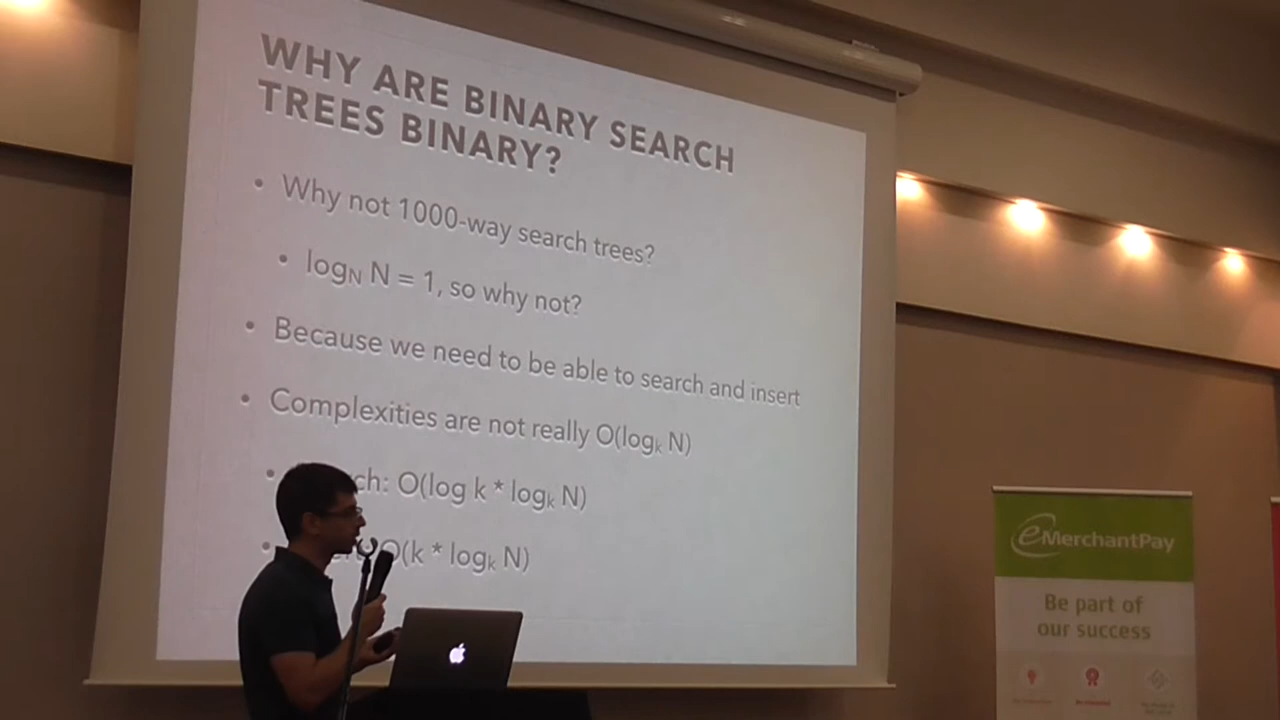 WHY ARE BINARY SEARCH
TREES BINARY?
• Why not 1000-way search trees?
• logN N = 1, so why not?
• Because we need to be able to search and insert
• Complexities are not really O(logk N)
• O(log k * logk N)
• O(k * logk N)
eMerchantPay
Be part of
our success